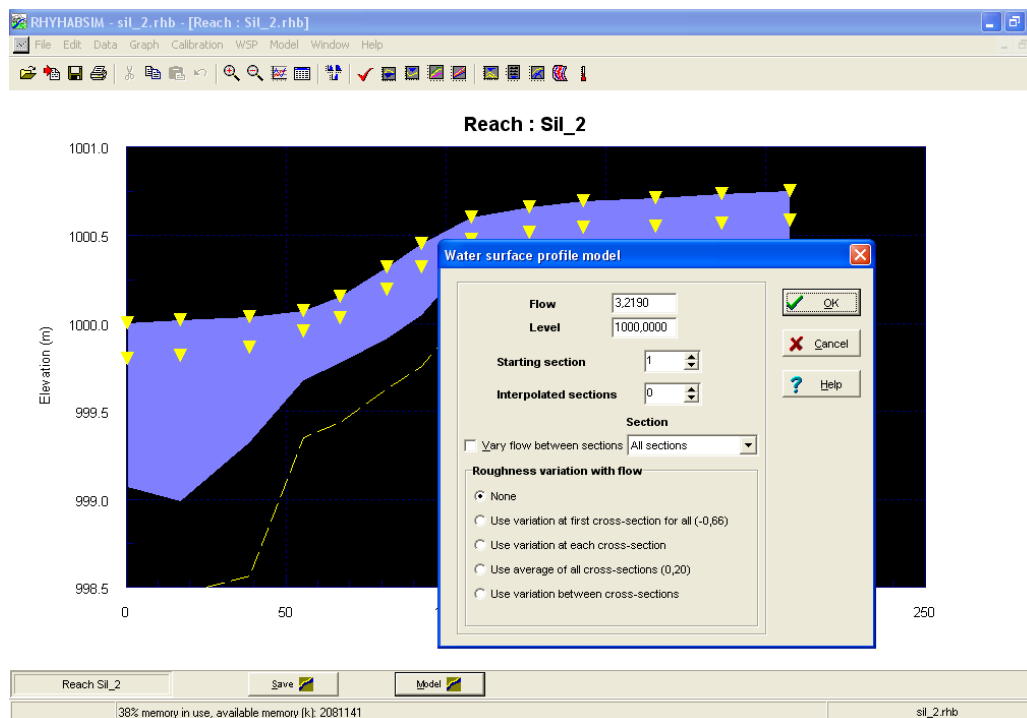 RHYHABSIM - sil_2.rhb - [Reach : Sil_2.rhb]
File Edit Data Graph Calibration WSP Model Window Help
Reach : Sil_2
1001.0
1000.5
1000.0
999.5
999.0
998.5
Elevation (m)
0
50
250
Water surface profile model
Flow 3,2190
Level 1000,0000
Starting section 1
Interpolated sections 0
Section
Vary flow between sections All sections
Roughness variation with flow
None
Use variation at first cross-section for all (-0,66)
Use variation at each cross-section
Use average of all cross-sections (0,20)
Use variation between cross-sections
OK
Cancel
Help
Reach Sil_2 Save Model
38% memory in use, available memory (k): 2081141 sil_2.rhb